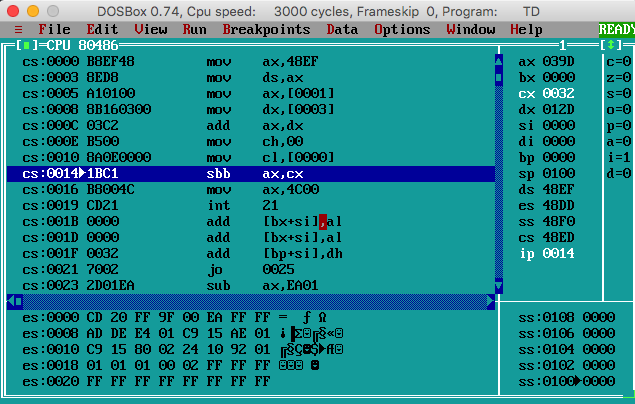 DOSBox 0.74, Cpu speed: 3000 cycles, Frameskip 0, Program: TD
≡ File Edit View Run Breakpoints Data Options Window Help READY
[■]=CPU 80486 1 [↕]
cs:0000 B8EF48 mov ax,48EF ax 039D c=0
cs:0003 8ED8 mov ds,ax bx 0000 z=0
cs:0005 A10100 mov ax,[0001] cx 0032 s=0
cs:0008 8B160300 mov dx,[0003] dx 012D o=0
cs:000C 03C2 add ax,dx si 0000 p=0
cs:000E B500 mov ch,00 di 0000 a=0
cs:0010 8A0E0000 mov cl,[0000] bp 0000 i=1
cs:0014►1BC1 sbb ax,cx sp 0100 d=0
cs:0016 B8004C mov ax,4C00 ds 48EF
cs:0019 CD21 int 21 es 48DD
cs:001B 0000 add [bx+si],al ss 48F0
cs:001D 0000 add [bx+si],al cs 48ED
cs:001F 0032 add [bp+si],dh ip 0014
cs:0021 7002 jo 0025
cs:0023 2D01EA sub ax,EA01
es:0000 CD 20 FF 9F 00 EA FF FF = ƒ Ω ss:0108 0000
es:0008 AD DE E4 01 C9 15 AE 01 ss:0106 0000
es:0010 C9 15 80 02 24 10 92 01 ss:0104 0000
es:0018 01 01 01 00 02 FF FF FF ss:0102 0000
es:0020 FF FF FF FF FF FF FF FF ss:0100►0000